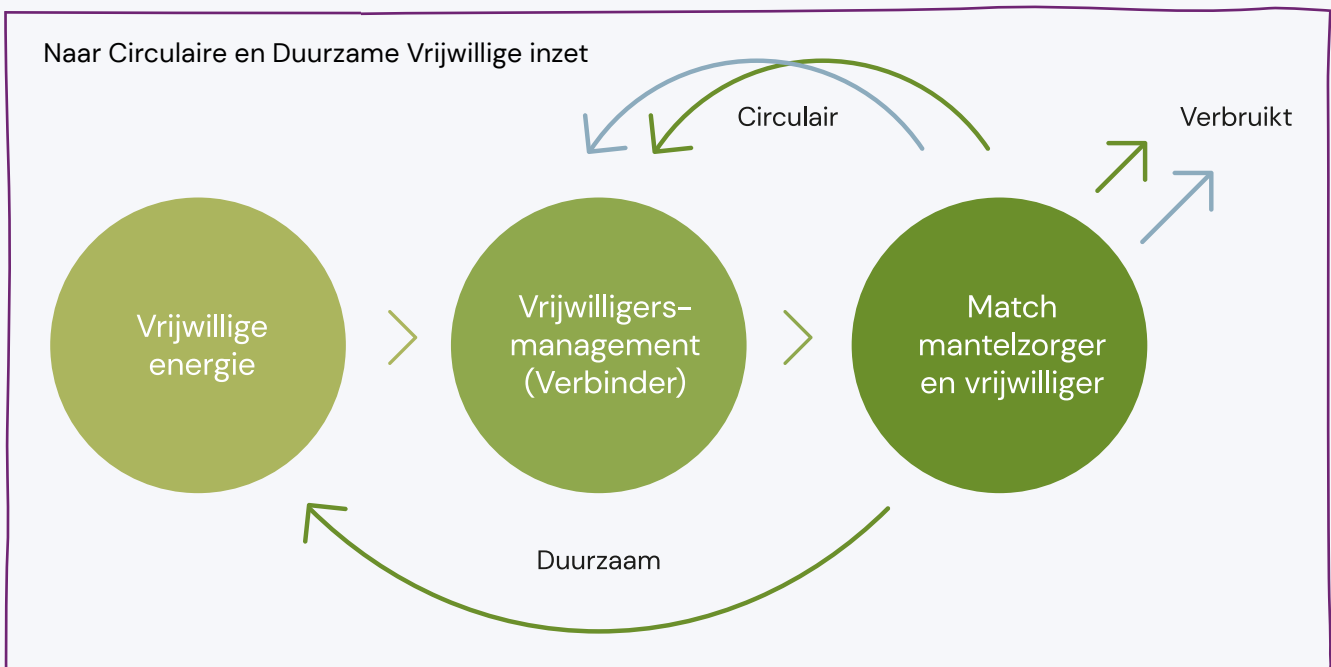 Naar Circulaire en Duurzame Vrijwillige inzet
Circulair
Verbruikt
Vrijwillige
energie
Vrijwilligers-
management
(Verbinder)
Match
mantelzorger
en vrijwilliger
Duurzaam